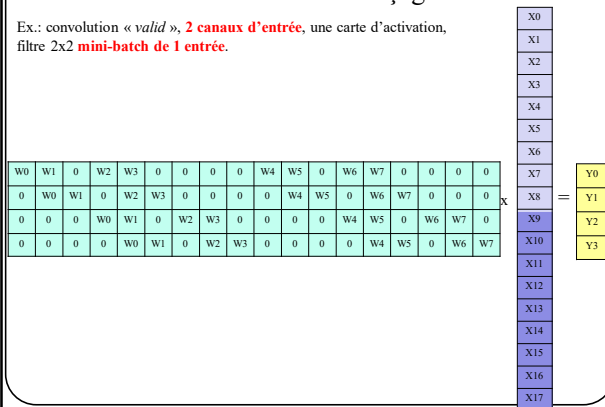 Ex.: convolution « valid », 2 canaux d'entrée, une carte d'activation,
filtre 2x2 mini-batch de 1 entrée.
W0 W1 0 W2 W3 0 0 0 0 W4 W5 0 W6 W7 0 0 0 0
0 W0 W1 0 W2 W3 0 0 0 0 W4 W5 0 W6 W7 0 0 0
0 0 0 W0 W1 0 W2 W3 0 0 0 0 W4 W5 0 W6 W7 0
0 0 0 0 W0 W1 0 W2 W3 0 0 0 0 W4 W5 0 W6 W7
x
X0
X1
X2
X3
X4
X5
X6
X7
X8
X9
X10
X11
X12
X13
X14
X15
X16
X17
=
Y0
Y1
Y2
Y3